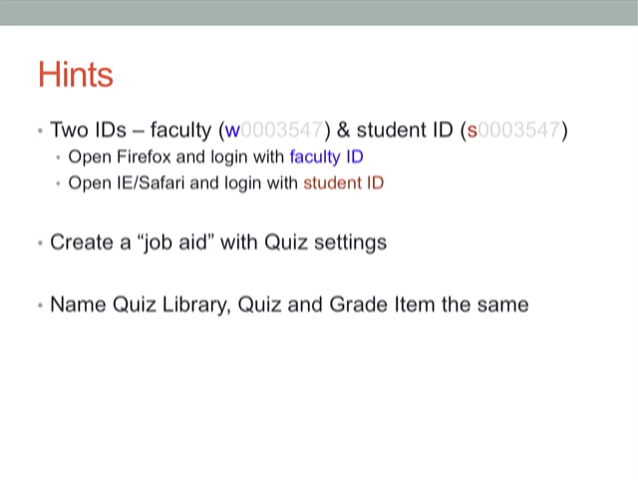 Hints
• Two IDs – faculty (w0003547) & student ID (s0003547)
• Open Firefox and login with faculty ID
• Open IE/Safari and login with student ID
• Create a “job aid” with Quiz settings
• Name Quiz Library, Quiz and Grade Item the same